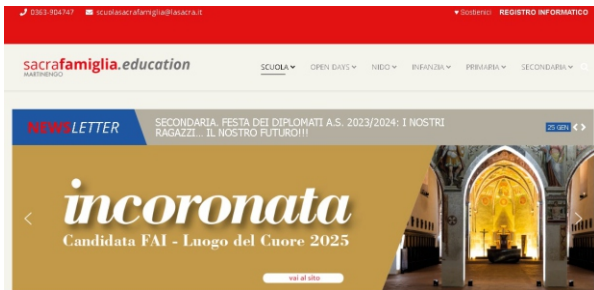 0363-904747 scuolasacrafamiglia@lasacra.it ♥ Sostienici REGISTRO INFORMATICO
sacrafamiglia.education
MARTINENGO
SCUOLA OPEN DAYS NIDO INFANZIA PRIMARIA SECONDARIA
NEWSLETTER
SECONDARIA. FESTA DEI DIPLOMATI A.S. 2023/2024: I NOSTRI
RAGAZZI... IL NOSTRO FUTURO!!!
25 GEN
incoronata
Candidata FAI - Luogo del Cuore 2025
vai al sito